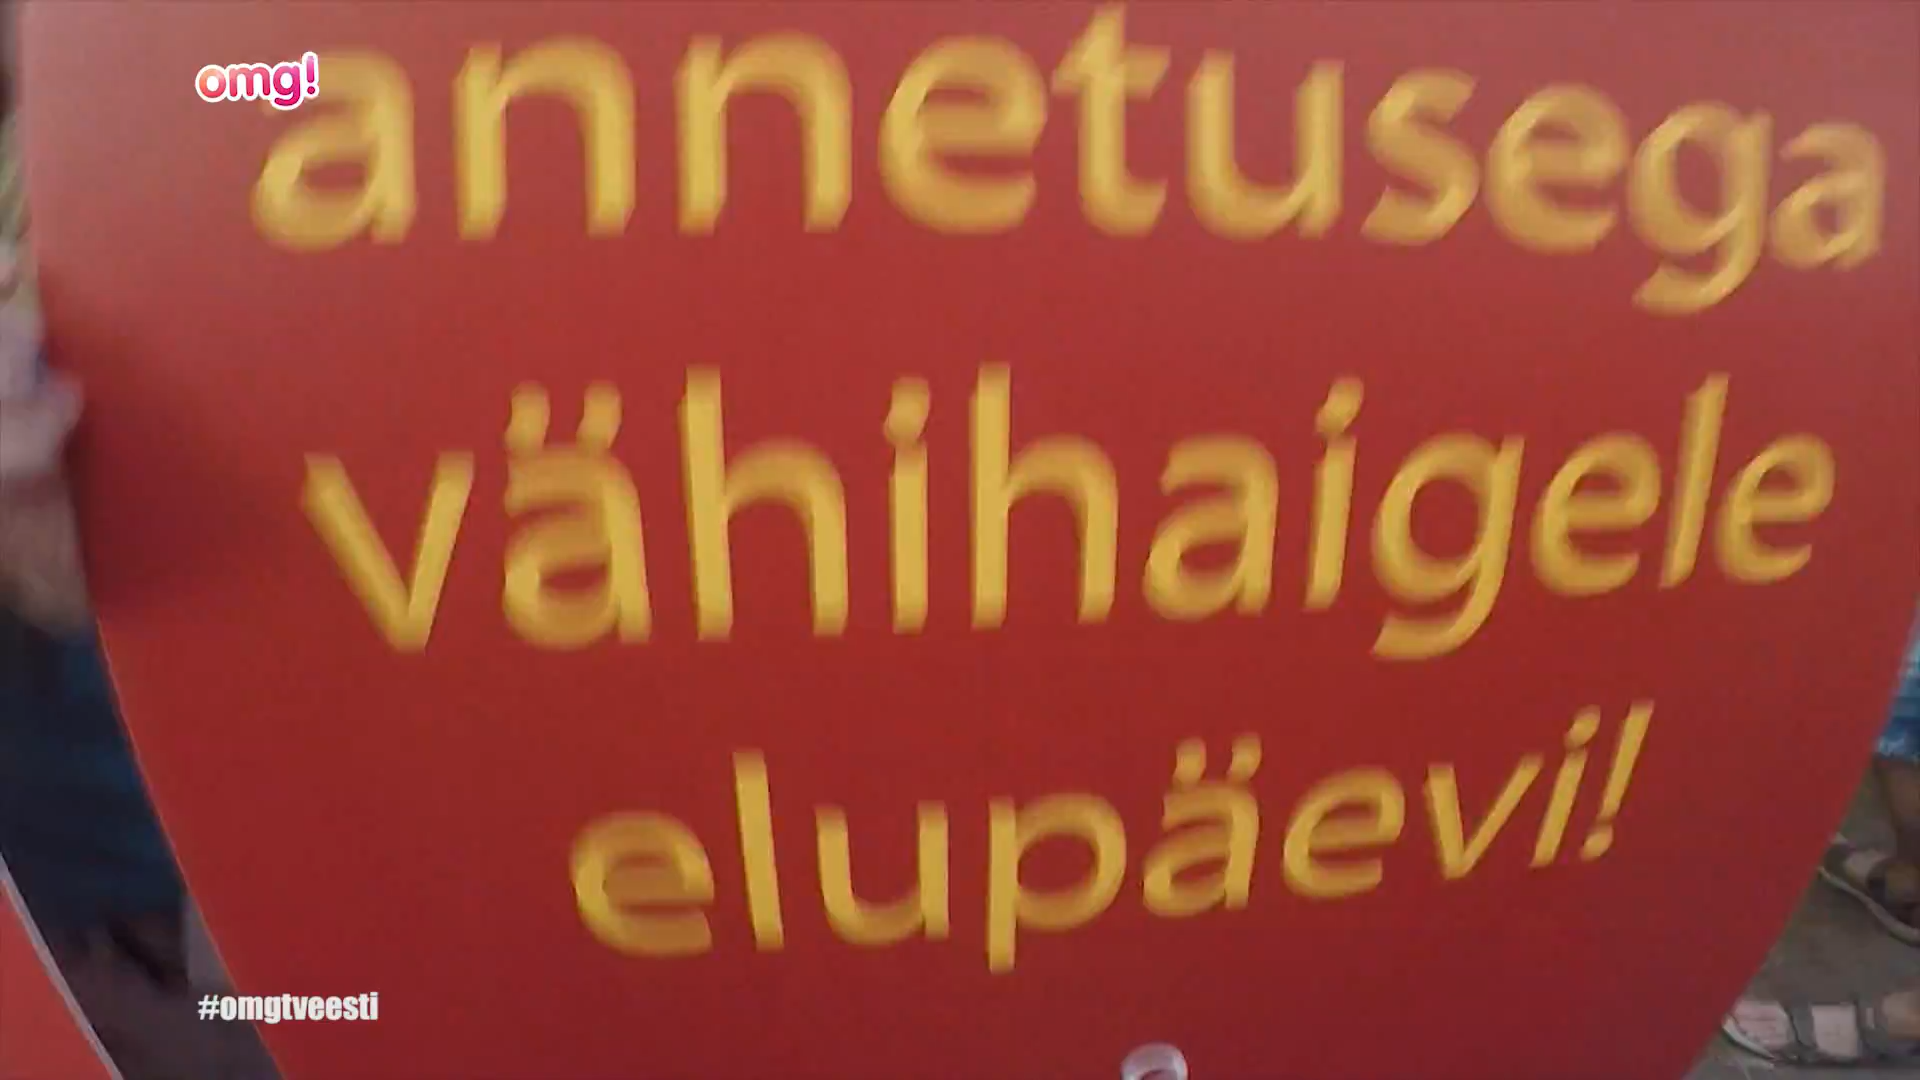 omg!
annetusega
vähihaigele
elupäevi!
#omgtveesti